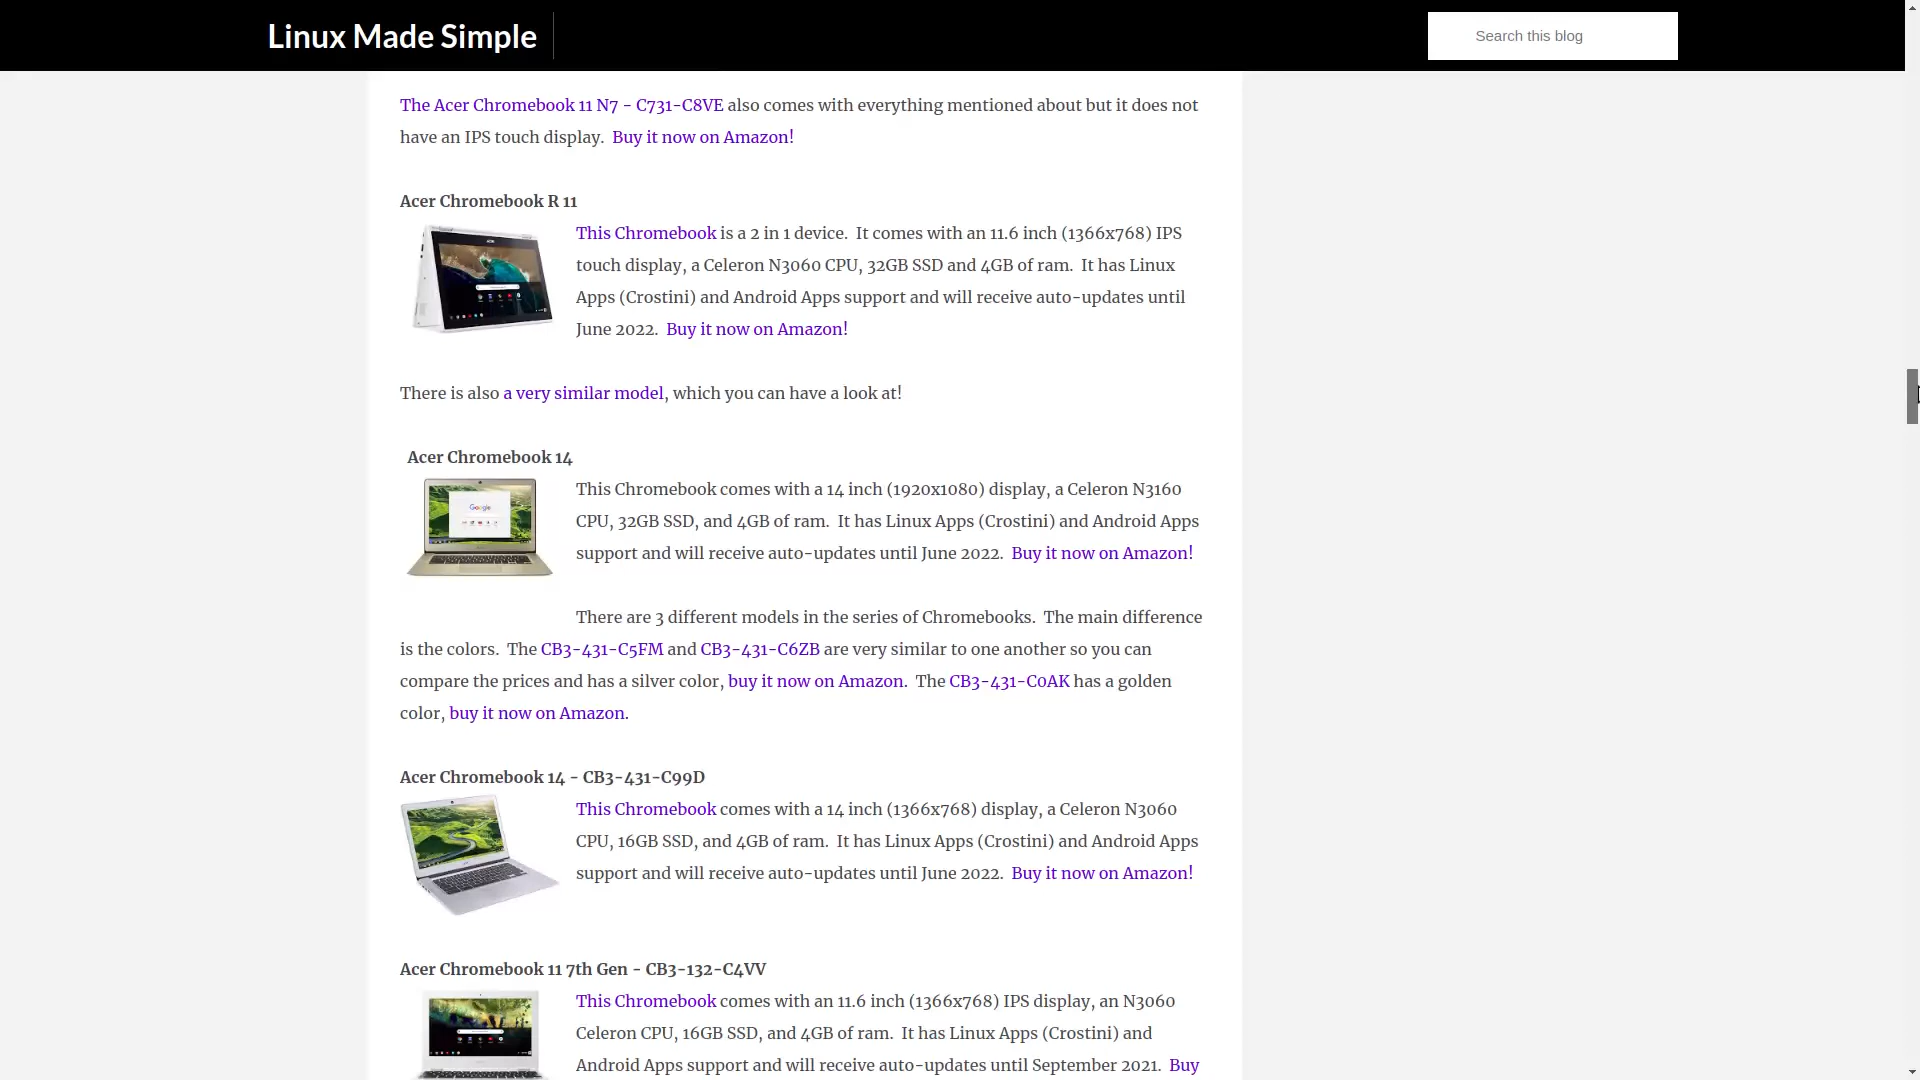 Linux Made Simple
Search this blog
The Acer Chromebook 11 N7 - C731-C8VE also comes with everything mentioned about but it does not
have an IPS touch display.  Buy it now on Amazon!
Acer Chromebook R 11
This Chromebook is a 2 in 1 device.  It comes with an 11.6 inch (1366x768) IPS
touch display, a Celeron N3060 CPU, 32GB SSD and 4GB of ram.  It has Linux
Apps (Crostini) and Android Apps support and will receive auto-updates until
June 2022.  Buy it now on Amazon!
There is also a very similar model, which you can have a look at!
Acer Chromebook 14
This Chromebook comes with a 14 inch (1920x1080) display, a Celeron N3160
CPU, 32GB SSD, and 4GB of ram.  It has Linux Apps (Crostini) and Android Apps
support and will receive auto-updates until June 2022.  Buy it now on Amazon!
Google
There are 3 different models in the series of Chromebooks.  The main difference
is the colors.  The CB3-431-C5FM and CB3-431-C6ZB are very similar to one another so you can
compare the prices and has a silver color, buy it now on Amazon.  The CB3-431-C0AK has a golden
color, buy it now on Amazon.
Acer Chromebook 14 - CB3-431-C99D
This Chromebook comes with a 14 inch (1366x768) display, a Celeron N3060
CPU, 16GB SSD, and 4GB of ram.  It has Linux Apps (Crostini) and Android Apps
support and will receive auto-updates until June 2022.  Buy it now on Amazon!
Acer Chromebook 11 7th Gen - CB3-132-C4VV
This Chromebook comes with an 11.6 inch (1366x768) IPS display, an N3060
Celeron CPU, 16GB SSD, and 4GB of ram.  It has Linux Apps (Crostini) and
Android Apps support and will receive auto-updates until September 2021.  Buy